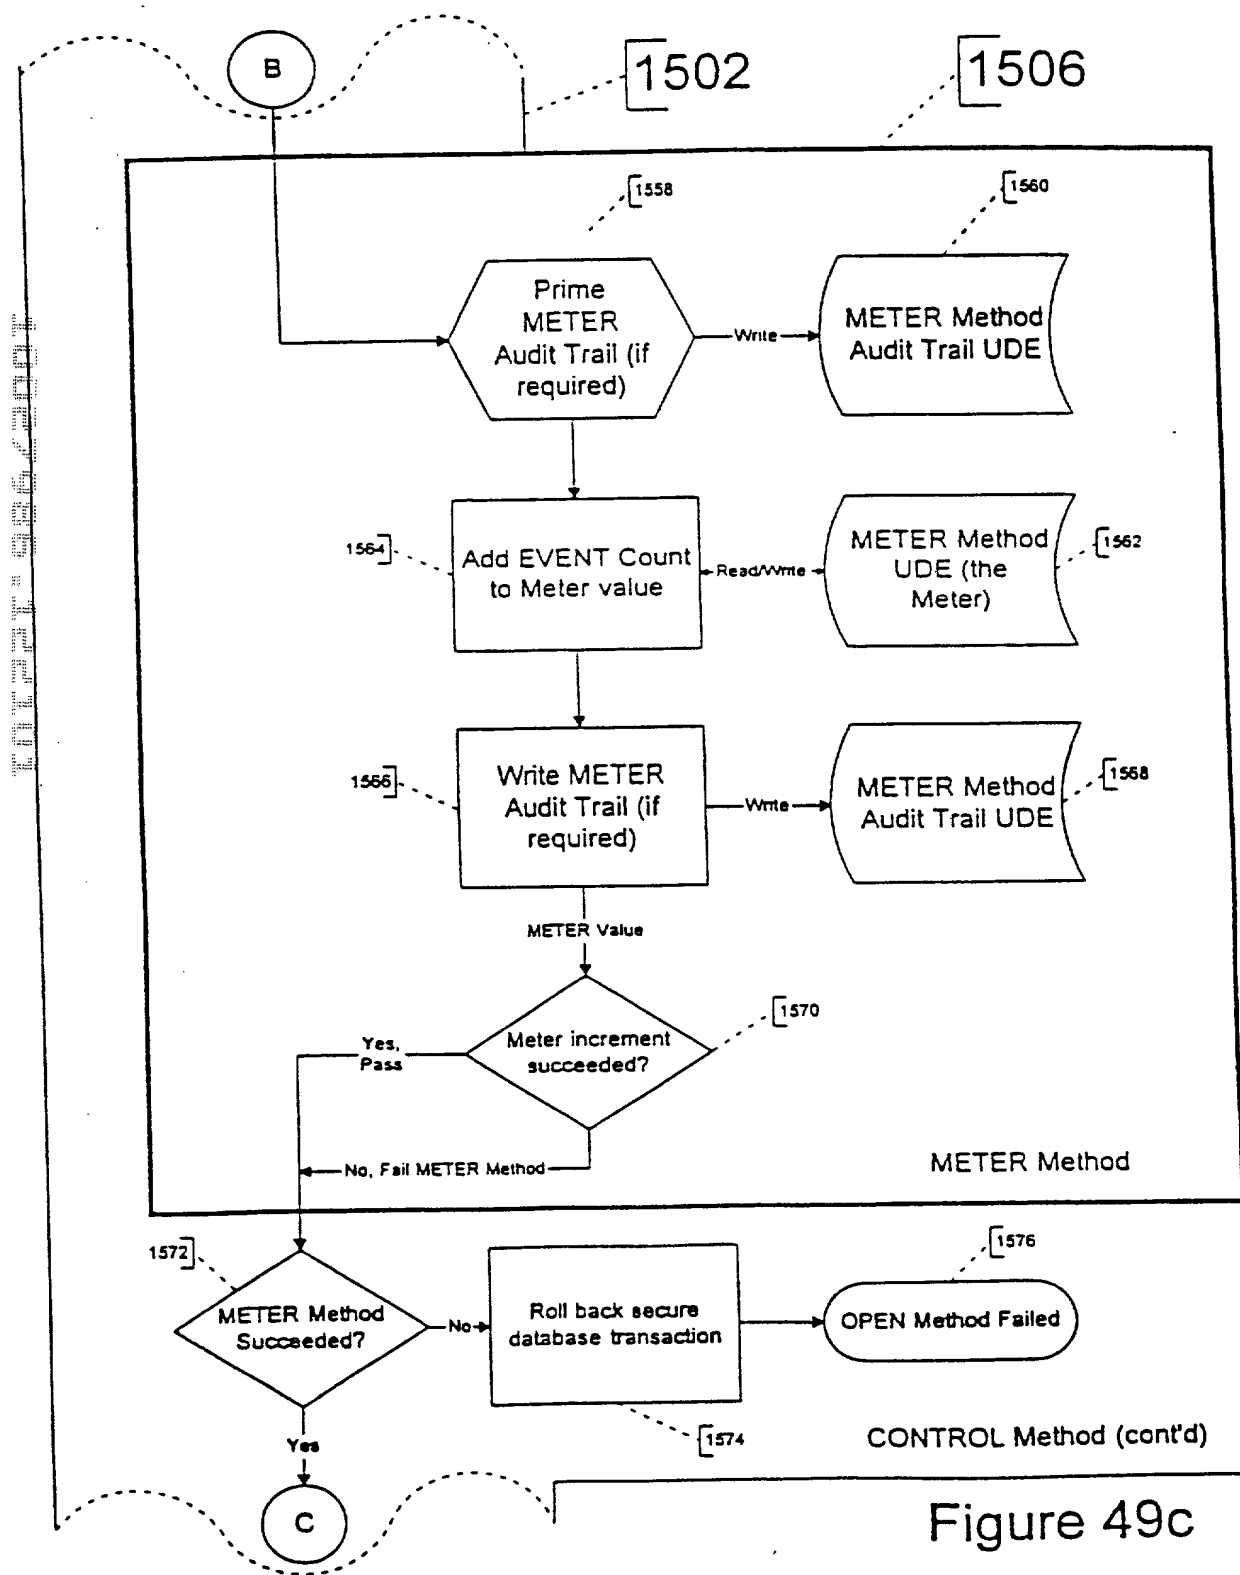 B
1502
1506
1558
1560
Prime
METER
Audit Trail (if
required)
Write
METER Method
Audit Trail UDE
1564
Add EVENT Count
to Meter value
Read/Write
METER Method
UDE (the
Meter)
1562
1566
Write METER
Audit Trail (if
required)
Write
METER Method
Audit Trail UDE
1568
METER Value
Meter increment
succeeded?
1570
Yes,
Pass
No, Fail METER Method
METER Method
1572
METER Method
Succeeded?
No
Roll back secure
database transaction
1574
OPEN Method Failed
1576
Yes
CONTROL Method (cont'd)
C
Figure 49c